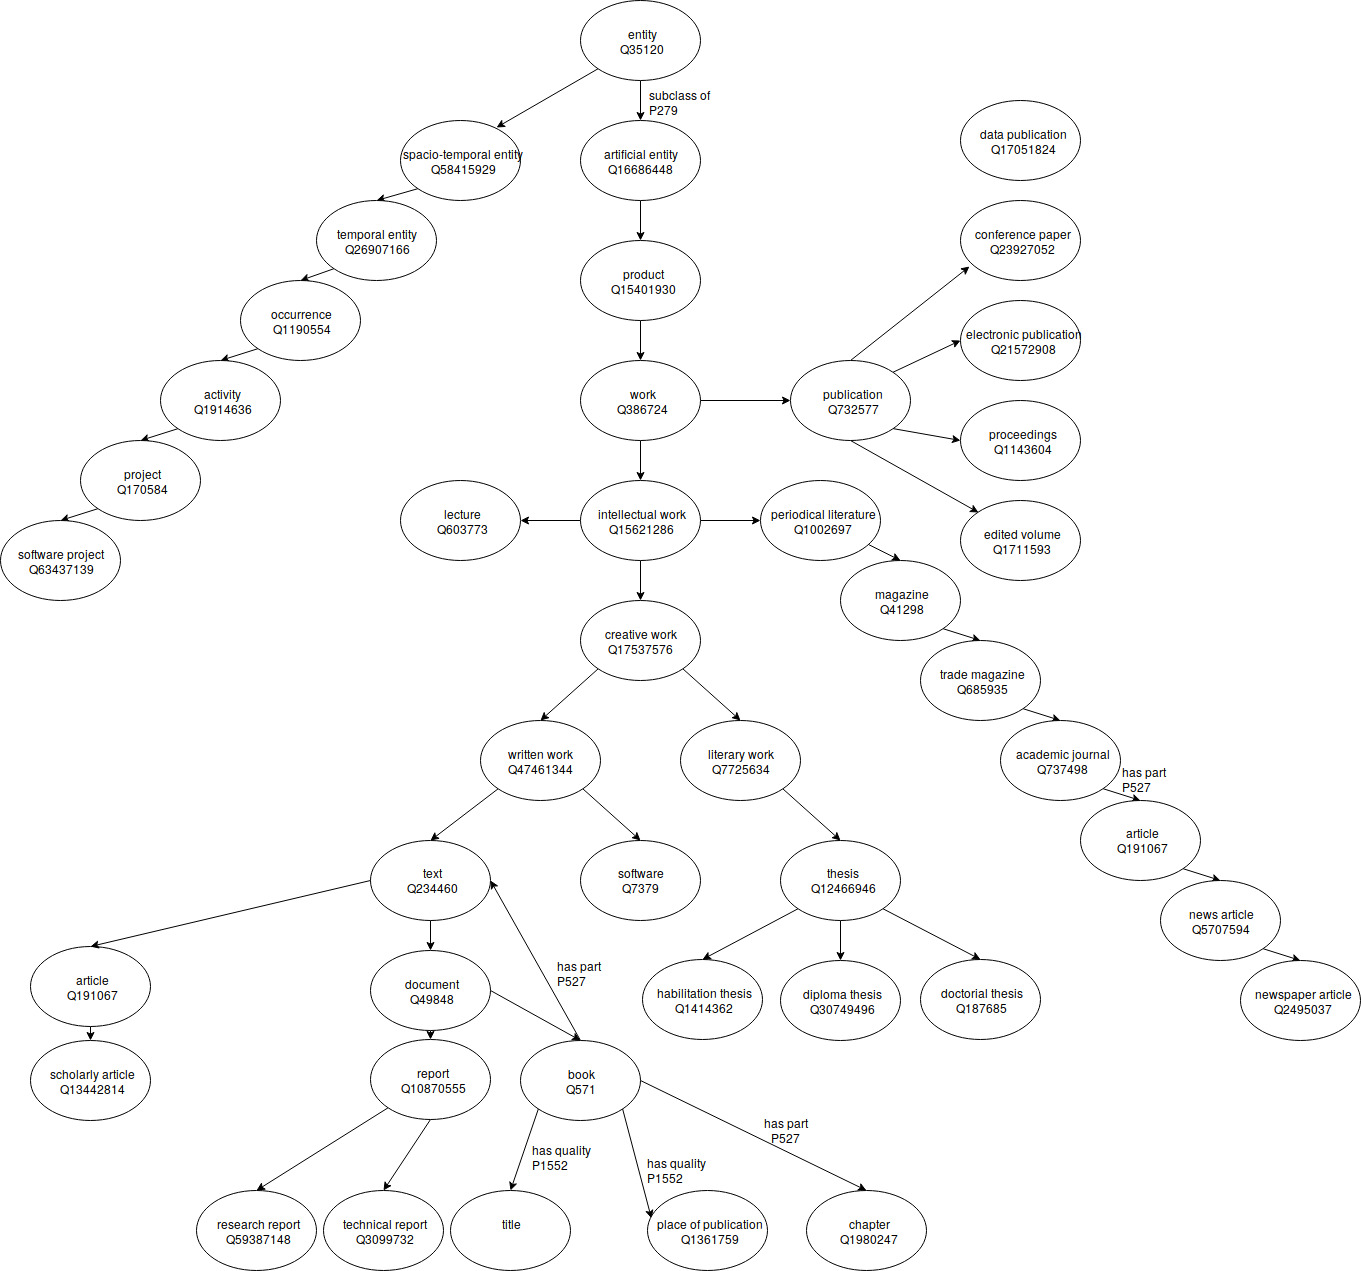 entity
Q35120
subclass of
P279
data publication
Q17051824
spacio-temporal entity
Q58415929
artificial entity
Q16686448
temporal entity
Q26907166
conference paper
Q23927052
product
Q15401930
occurrence
Q1190554
electronic publication
Q21572908
activity
Q1914636
work
Q386724
publication
Q732577
proceedings
Q1143604
project
Q170584
lecture
Q603773
intellectual work
Q15621286
periodical literature
Q1002697
edited volume
Q1711593
software project
Q63437139
magazine
Q41298
creative work
Q17537576
trade magazine
Q685935
written work
Q47461344
literary work
Q7725634
academic journal
Q737498
has part
P527
article
Q191067
text
Q234460
software
Q7379
thesis
Q12466946
news article
Q5707594
has part
P527
article
Q191067
document
Q49848
habilitation thesis
Q1414362
diploma thesis
Q30749496
doctorial thesis
Q187685
newspaper article
Q2495037
scholarly article
Q13442814
report
Q10870555
book
Q571
has part
P527
has quality
P1552
has quality
P1552
research report
Q59387148
technical report
Q3099732
title
place of publication
Q1361759
chapter
Q1980247